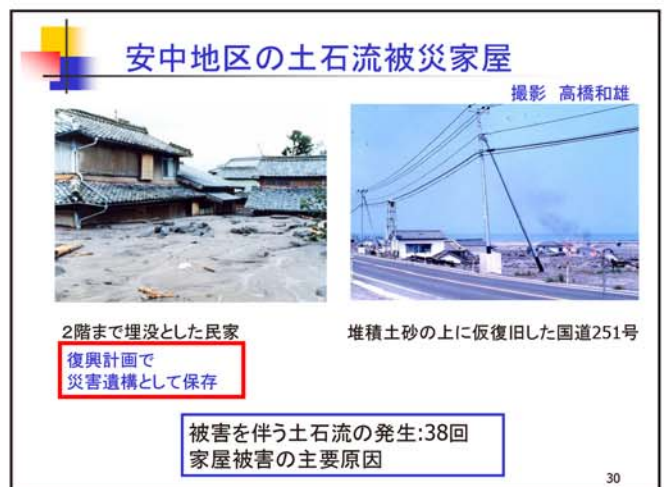 安中地区の土石流被災家屋
撮影 高橋和雄
2階まで埋没とした民家
堆積土砂の上に仮復旧した国道251号
復興計画で
災害遺構として保存
被害を伴う土石流の発生:38回
家屋被害の主要原因
30